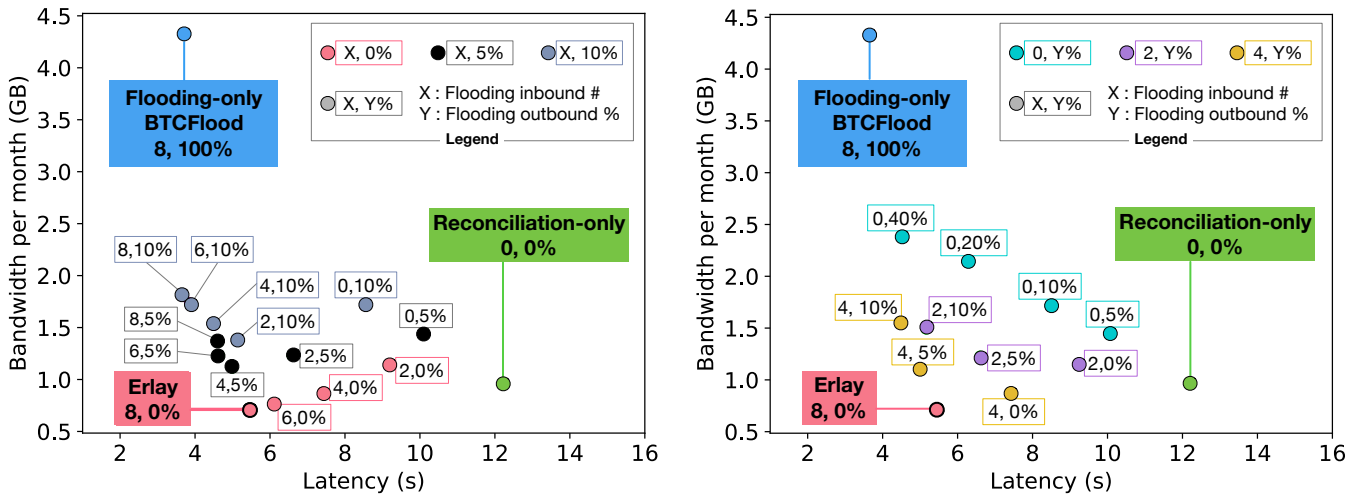 4.5
4.0
3.5
3.0
2.5
2.0
1.5
1.0
0.5
Bandwidth per month (GB)
2 4 6 8 10 12 14 16
Latency (s)
X, 0%
X, 5%
X, 10%
X, Y%
X : Flooding inbound #
Y : Flooding outbound %
Legend
Flooding-only
BTCFlood
8, 100%
Reconciliation-only
0, 0%
8,10%
6,10%
4,10%
0,10%
8,5%
2,10%
0,5%
6,5%
2,5%
4,5%
2,0%
4,0%
6,0%
Erlay
8, 0%
4.5
4.0
3.5
3.0
2.5
2.0
1.5
1.0
0.5
Bandwidth per month (GB)
2 4 6 8 10 12 14 16
Latency (s)
0, Y%
2, Y%
4, Y%
X, Y%
X : Flooding inbound #
Y : Flooding outbound %
Legend
Flooding-only
BTCFlood
8, 100%
Reconciliation-only
0, 0%
0,40%
0,20%
0,10%
4, 10%
2,10%
0,5%
4, 5%
2,5%
2,0%
4, 0%
Erlay
8, 0%